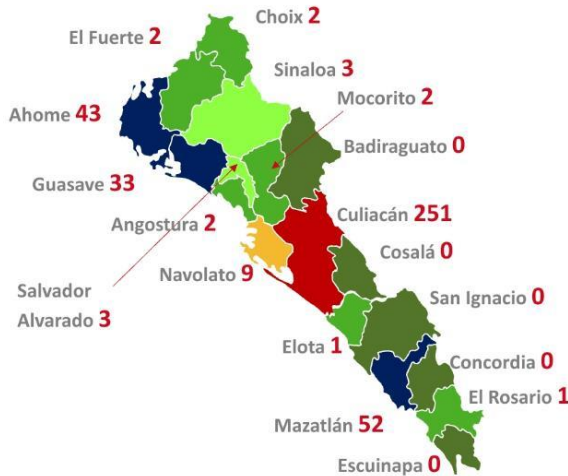 Choix 2
El Fuerte 2
Sinaloa 3
Mocorito 2
Ahome 43
Badiraguato 0
Guasave 33
Culiacán 251
Angostura 2
Cosalá 0
Navolato 9
Salvador
Alvarado 3
San Ignacio 0
Elota 1
Concordia 0
El Rosario 1
Mazatlán 52
Escuinapa 0